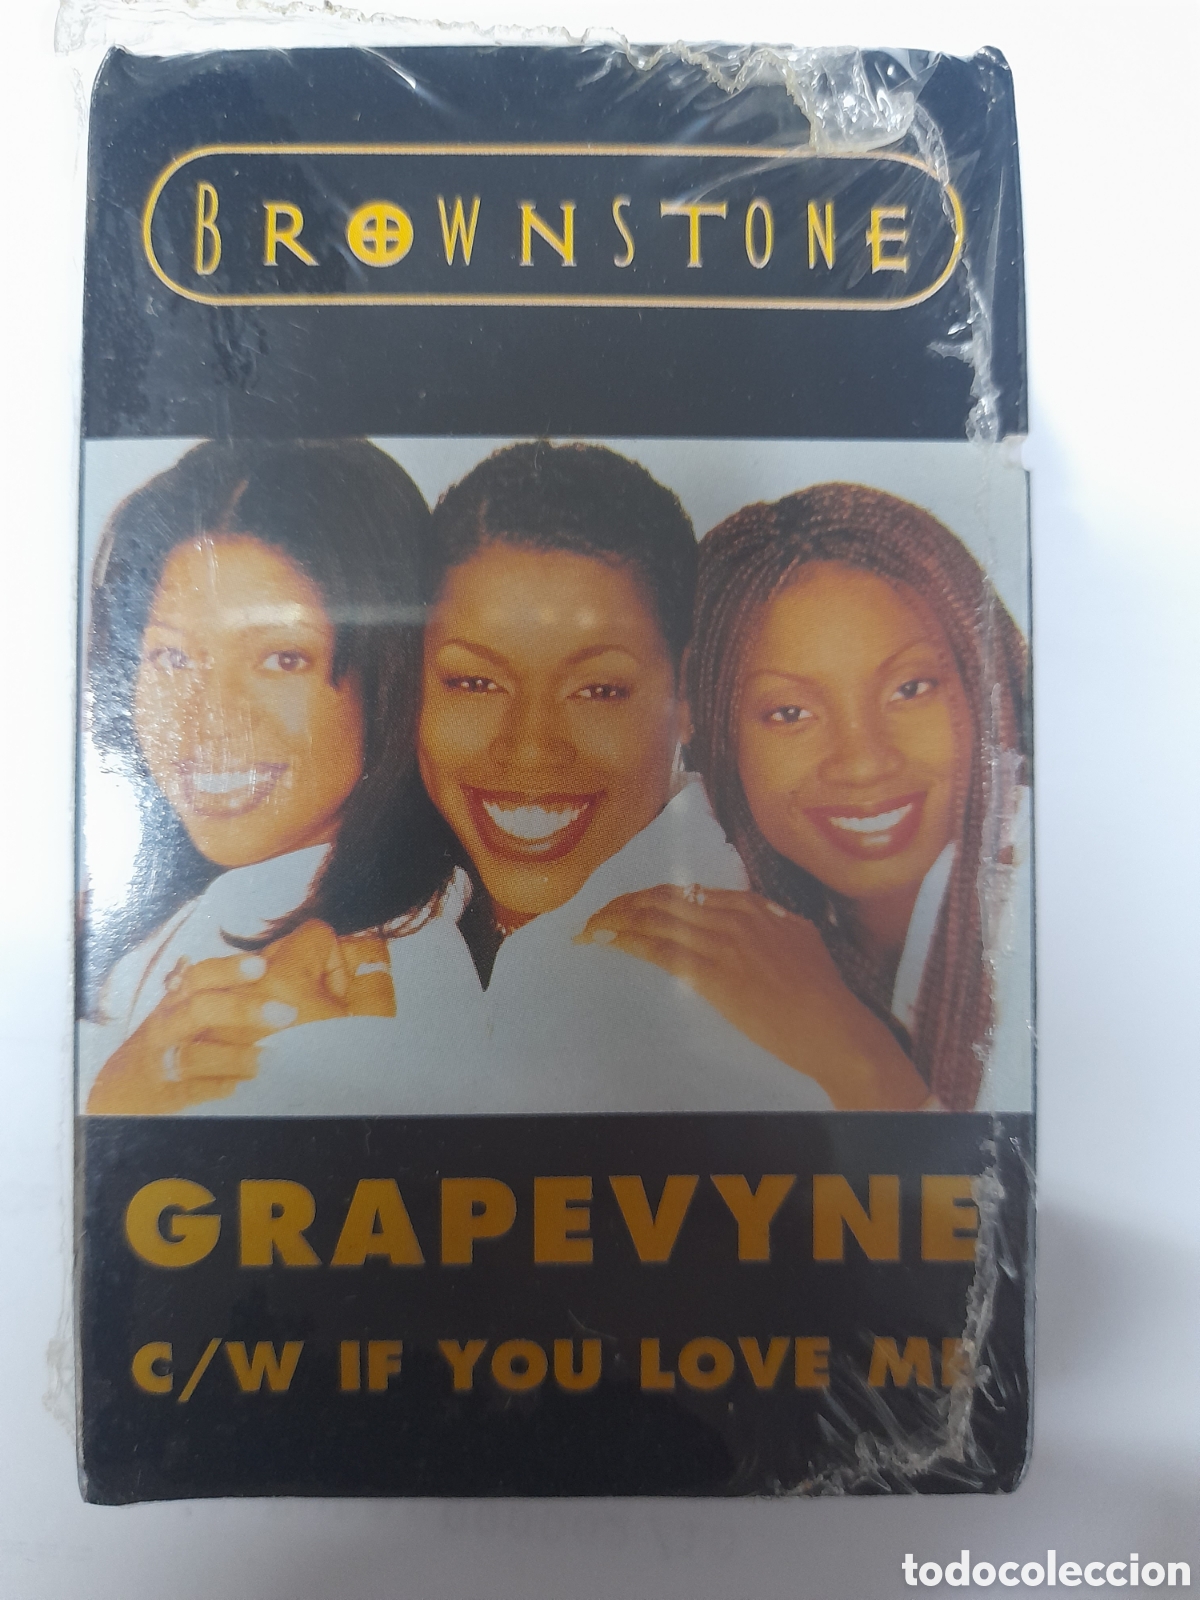 BROWNSTONE
GRAPEVYNE
C/W IF YOU LOVE ME
todocoleccion